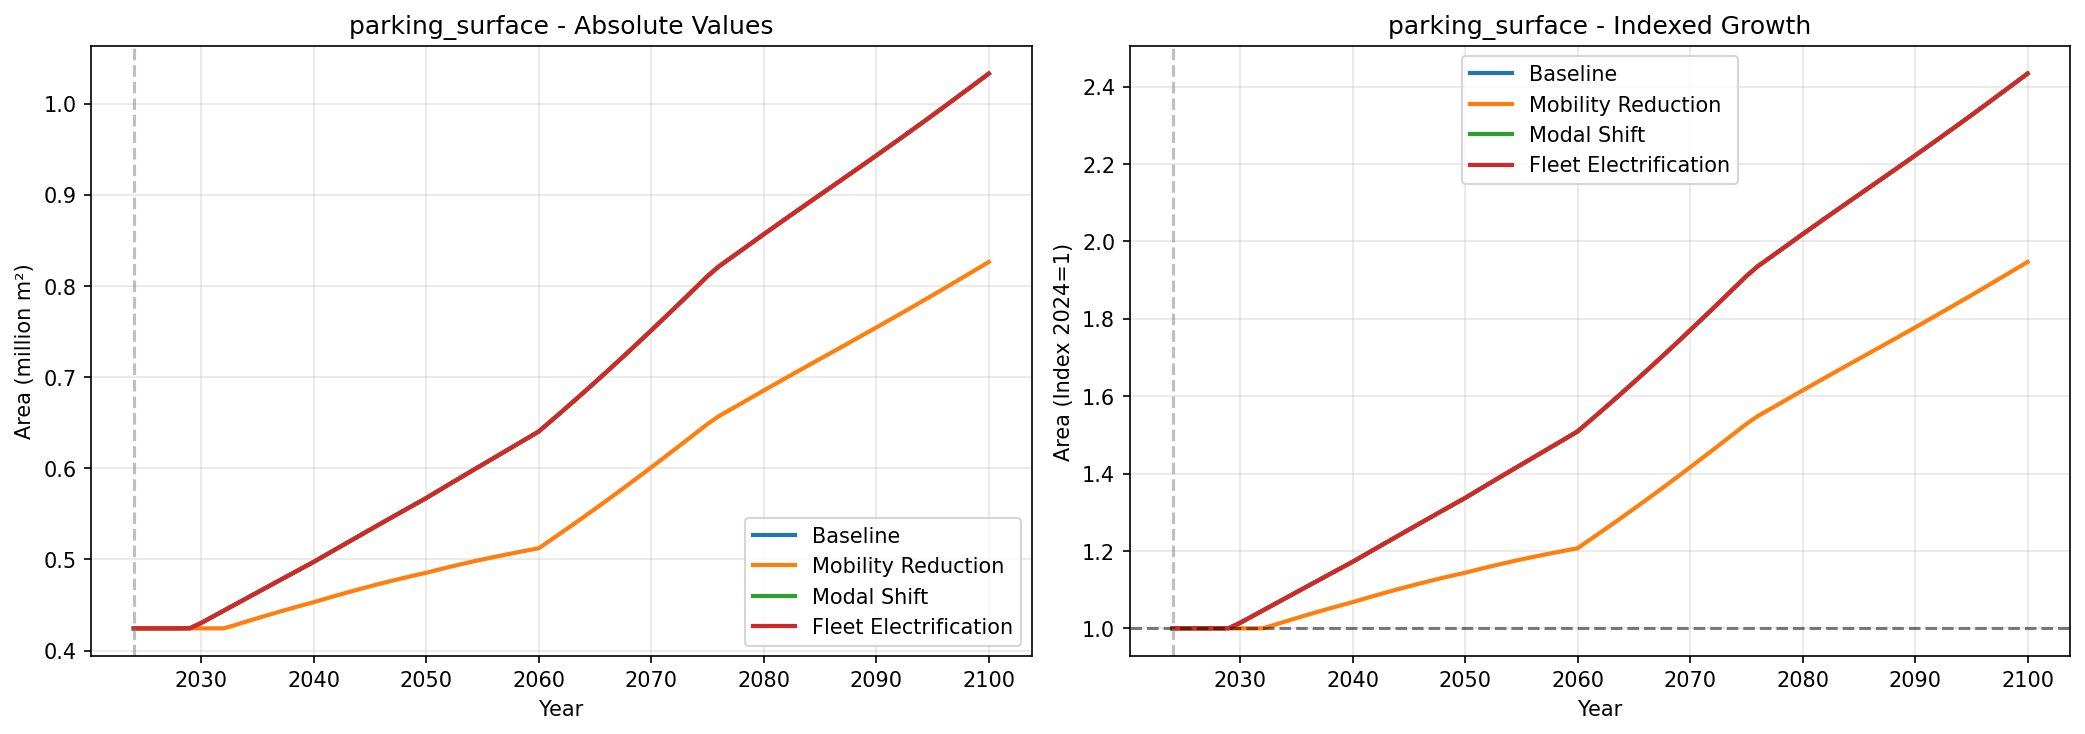 parking_surface - Absolute Values
Area (million m²)
1.0
0.9
0.8
0.7
0.6
0.5
0.4
Baseline
Mobility Reduction
Modal Shift
Fleet Electrification
2030 2040 2050 2060 2070 2080 2090 2100
Year
parking_surface - Indexed Growth
Area (Index 2024=1)
2.4
2.2
2.0
1.8
1.6
1.4
1.2
1.0
Baseline
Mobility Reduction
Modal Shift
Fleet Electrification
2030 2040 2050 2060 2070 2080 2090 2100
Year